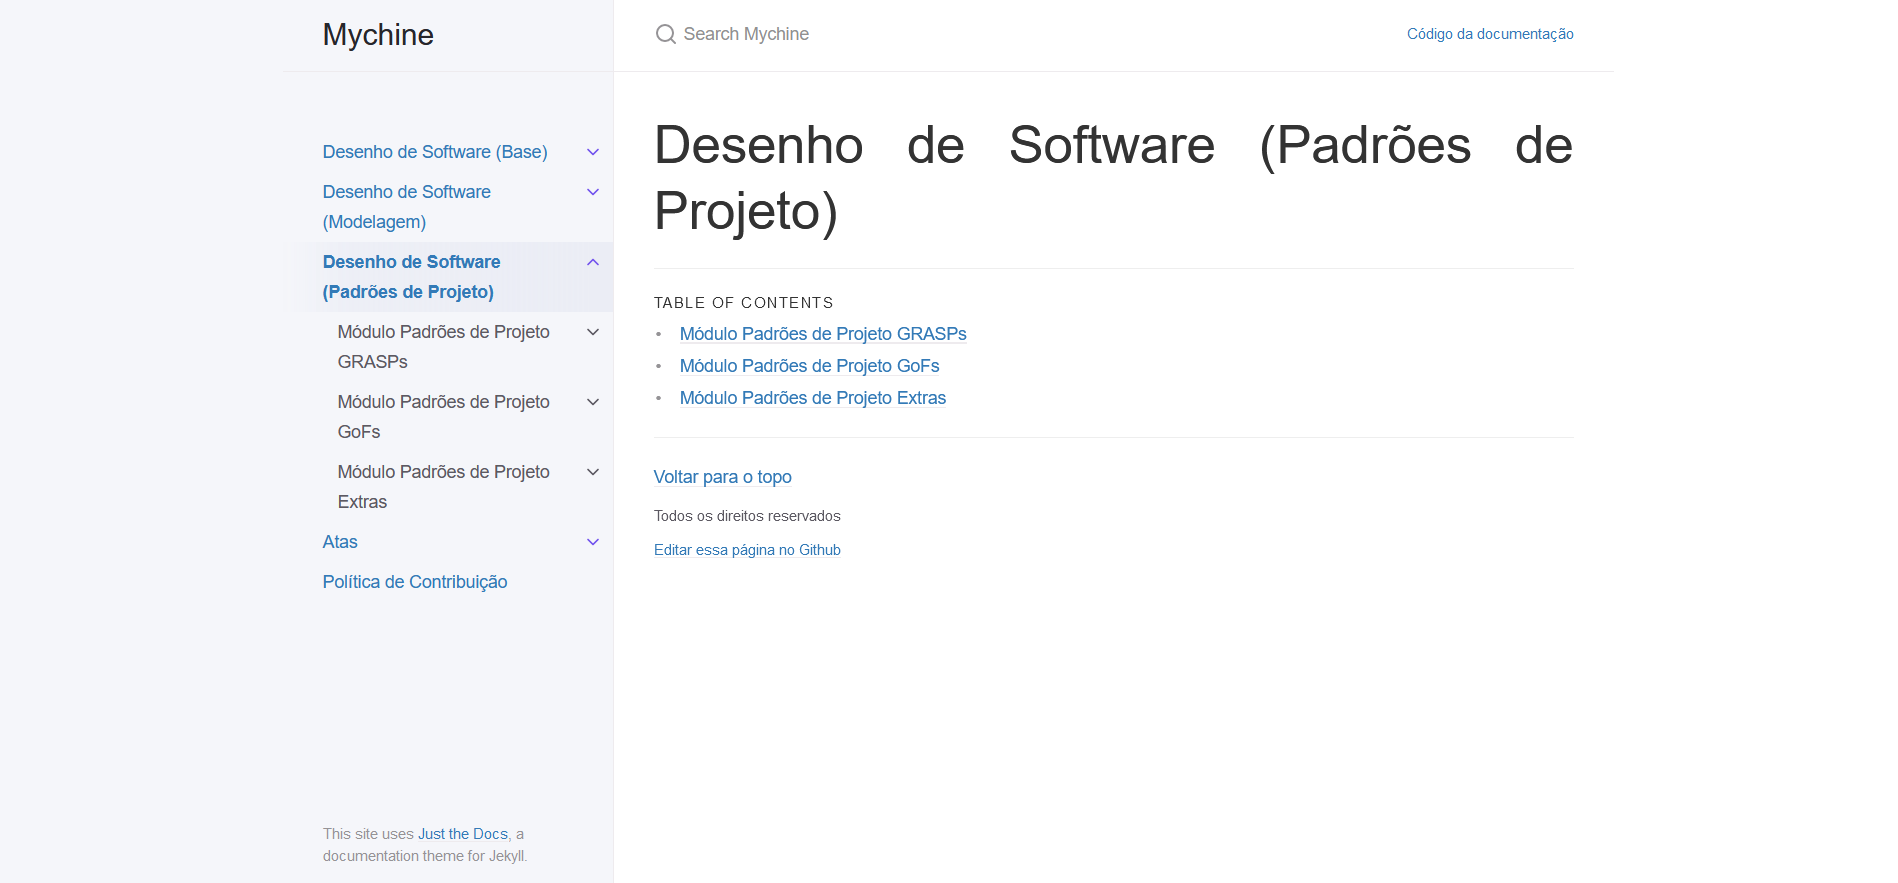 Mychine
Search Mychine
Código da documentação
Desenho de Software (Base)
Desenho de Software
(Modelagem)
Desenho de Software
(Padrões de Projeto)
Módulo Padrões de Projeto
GRASPs
Módulo Padrões de Projeto
GoFs
Módulo Padrões de Projeto
Extras
Atas
Política de Contribuição
This site uses Just the Docs, a
documentation theme for Jekyll.
Desenho de Software (Padrões de
Projeto)
TABLE OF CONTENTS
• Módulo Padrões de Projeto GRASPs
• Módulo Padrões de Projeto GoFs
• Módulo Padrões de Projeto Extras
Voltar para o topo
Todos os direitos reservados
Editar essa página no Github